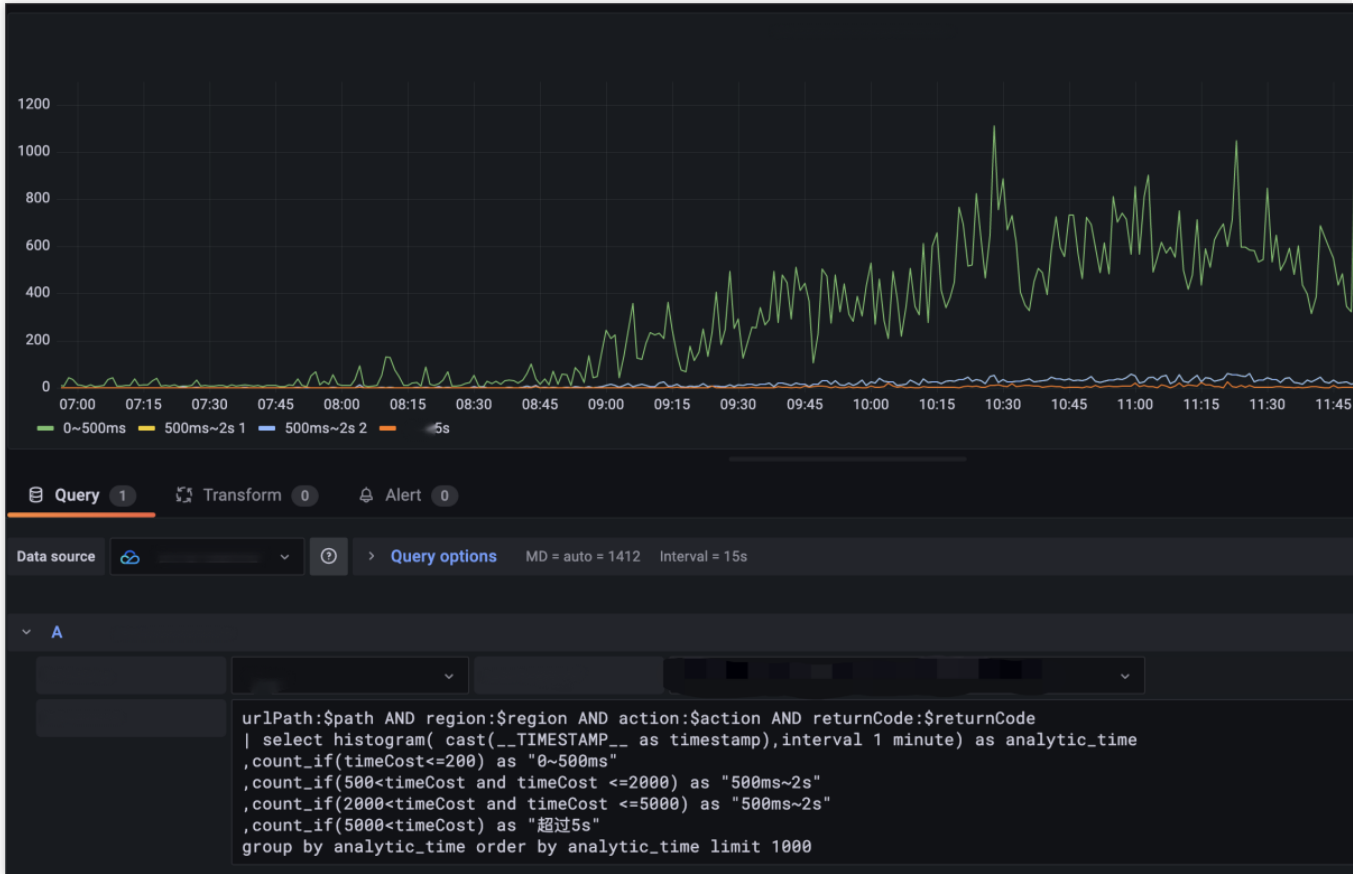 1200
1000
800
600
400
200
0
07:00 07:15 07:30 07:45 08:00 08:15 08:30 08:45 09:00 09:15 09:30 09:45 10:00 10:15 10:30 10:45 11:00 11:15 11:30 11:45
0~500ms 500ms~2s 1 500ms~2s 2 5s
Query 1 Transform 0 Alert 0
Data source ? > Query options MD = auto = 1412 Interval = 15s
A
urlPath:$path AND region:$region AND action:$action AND returnCode:$returnCode
| select histogram( cast(__TIMESTAMP__ as timestamp),interval 1 minute) as analytic_time
,count_if(timeCost<=200) as "0~500ms"
,count_if(500<timeCost and timeCost <=2000) as "500ms~2s"
,count_if(2000<timeCost and timeCost <=5000) as "500ms~2s"
,count_if(5000<timeCost) as "超过5s"
group by analytic_time order by analytic_time limit 1000